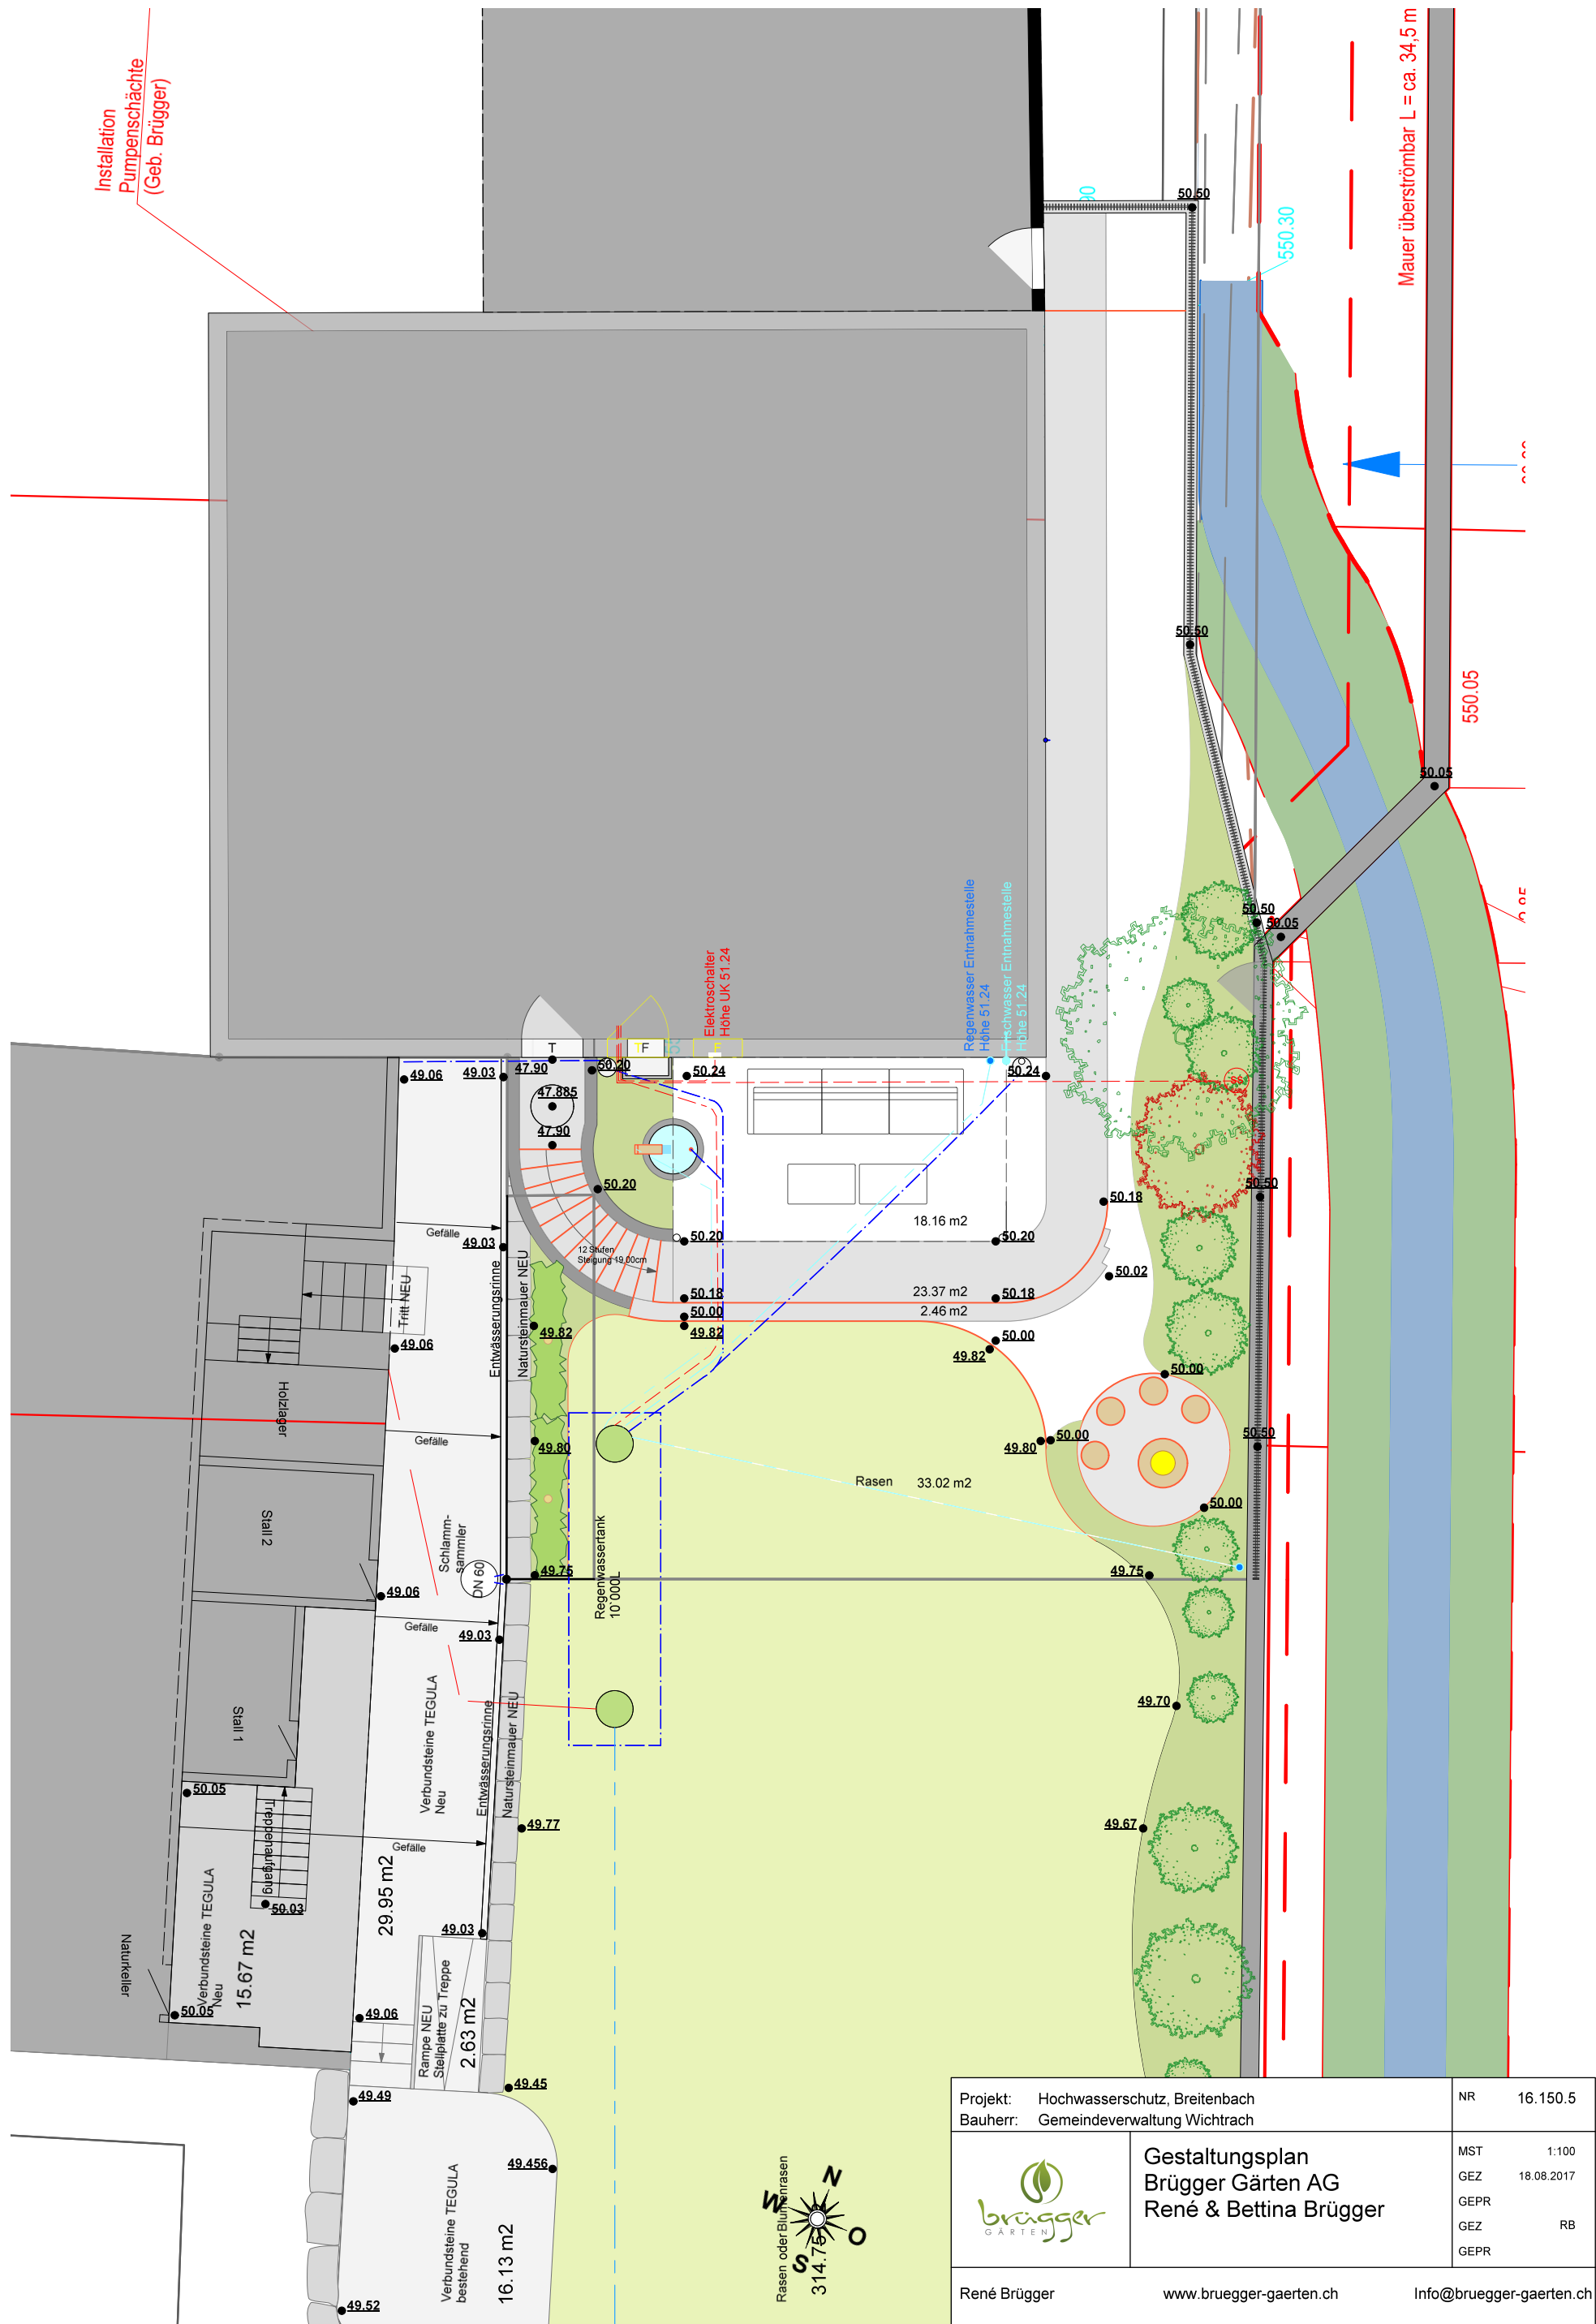 Installation
Pumpenschächte
(Geb. Brügger)
Mauer überströmbar L = ca. 34,5 m
50.50
550.30
50.50
550.05
50.05
50.50
50.05
Elektroschalter
Höhe UK 51.24
Regenwasser Entnahmestelle
Höhe 51.24
Frischwasser Entnahmestelle
Höhe 51.24
T
TF
E
49.06
49.03
47.90
50.20
50.24
50.24
SS
47.885
47.90
50.20
50.50
50.18
18.16 m2
Gefälle
49.03
50.20
50.20
12 Stufen
Steigung 19.00cm
50.02
Entwässerungsrinne
Natursteinmauer NEU
Tritt NEU
50.18
23.37 m2
50.18
50.00
2.46 m2
49.82
49.82
50.00
49.82
49.06
50.00
Holzlager
Gefälle
49.80
49.80
50.00
50.50
Rasen 33.02 m2
50.00
Stall 2
Schlamm-
sammler
DN 60
Regenwassertank
10`000L
49.75
49.75
49.06
Gefälle
49.03
49.70
Stall 1
Verbundsteine TEGULA
Neu
Entwässerungsrinne
Natursteinmauer NEU
50.05
Treppenaufgang
49.77
49.67
Gefälle
29.95 m2
50.03
49.03
Verbundsteine TEGULA
Neu
15.67 m2
Naturkeller
50.05
49.06
Rampe NEU
Stellplatte zu Treppe
2.63 m2
49.49
49.45
49.456
Verbundsteine TEGULA
bestehend
16.13 m2
49.52
Rasen oder Blumenrasen
N
W
O
S
Projekt: Hochwasserschutz, Breitenbach
Bauherr: Gemeindeverwaltung Wichtrach
NR 16.150.5
brügger
GÄRTEN
Gestaltungsplan
Brügger Gärten AG
René & Bettina Brügger
MST 1:100
GEZ 18.08.2017
GEPR
GEZ RB
GEPR
René Brügger www.bruegger-gaerten.ch Info@bruegger-gaerten.ch